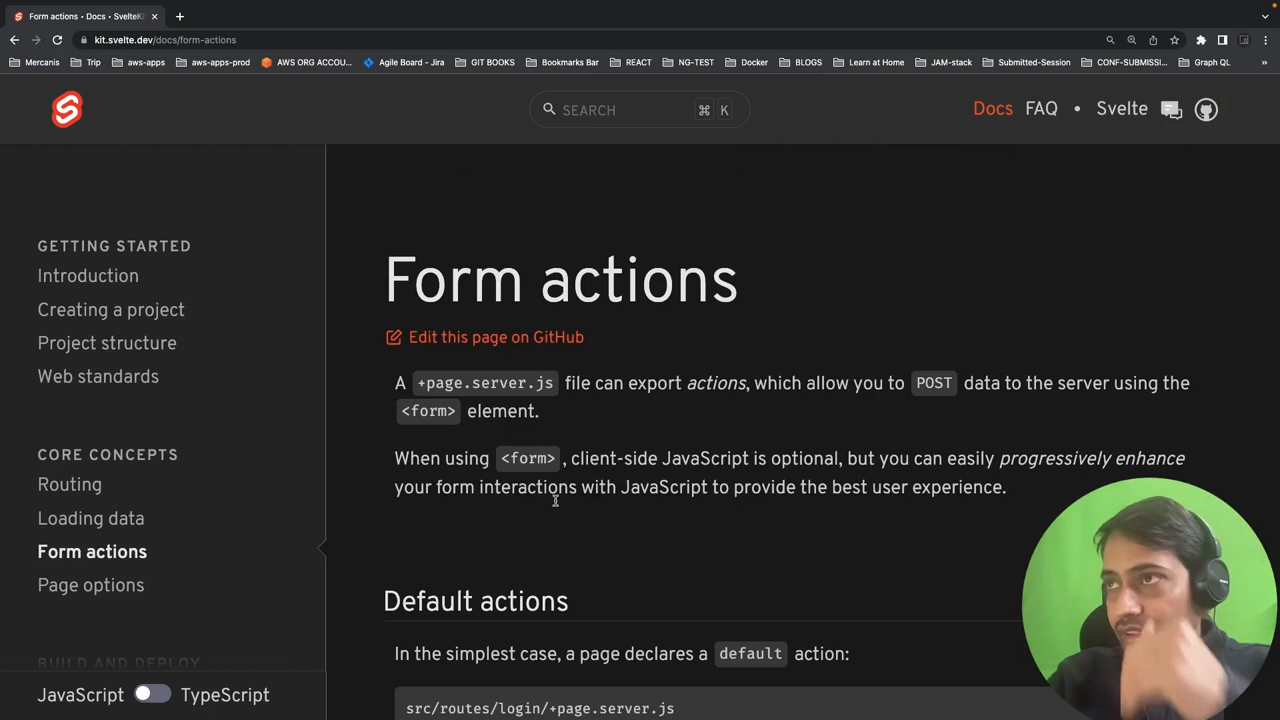 Form actions • Docs • SvelteKi
kit.svelte.dev/docs/form-actions
Mercanis Trip aws-apps aws-apps-prod AWS ORG ACCOU... Agile Board - Jira GIT BOOKS Bookmarks Bar REACT NG-TEST Docker BLOGS Learn at Home JAM-stack Submitted-Session CONF-SUBMISSI... Graph QL »
SEARCH ⌘ K
Docs FAQ • Svelte
GETTING STARTED
Introduction
Creating a project
Project structure
Web standards
CORE CONCEPTS
Routing
Loading data
Form actions
Page options
BUILD AND DEPLOY
JavaScript TypeScript
Form actions
Edit this page on GitHub
A +page.server.js file can export actions, which allow you to POST data to the server using the
<form> element.
When using <form>, client-side JavaScript is optional, but you can easily progressively enhance
your form interactions with JavaScript to provide the best user experience.
Default actions
In the simplest case, a page declares a default action:
src/routes/login/+page.server.js